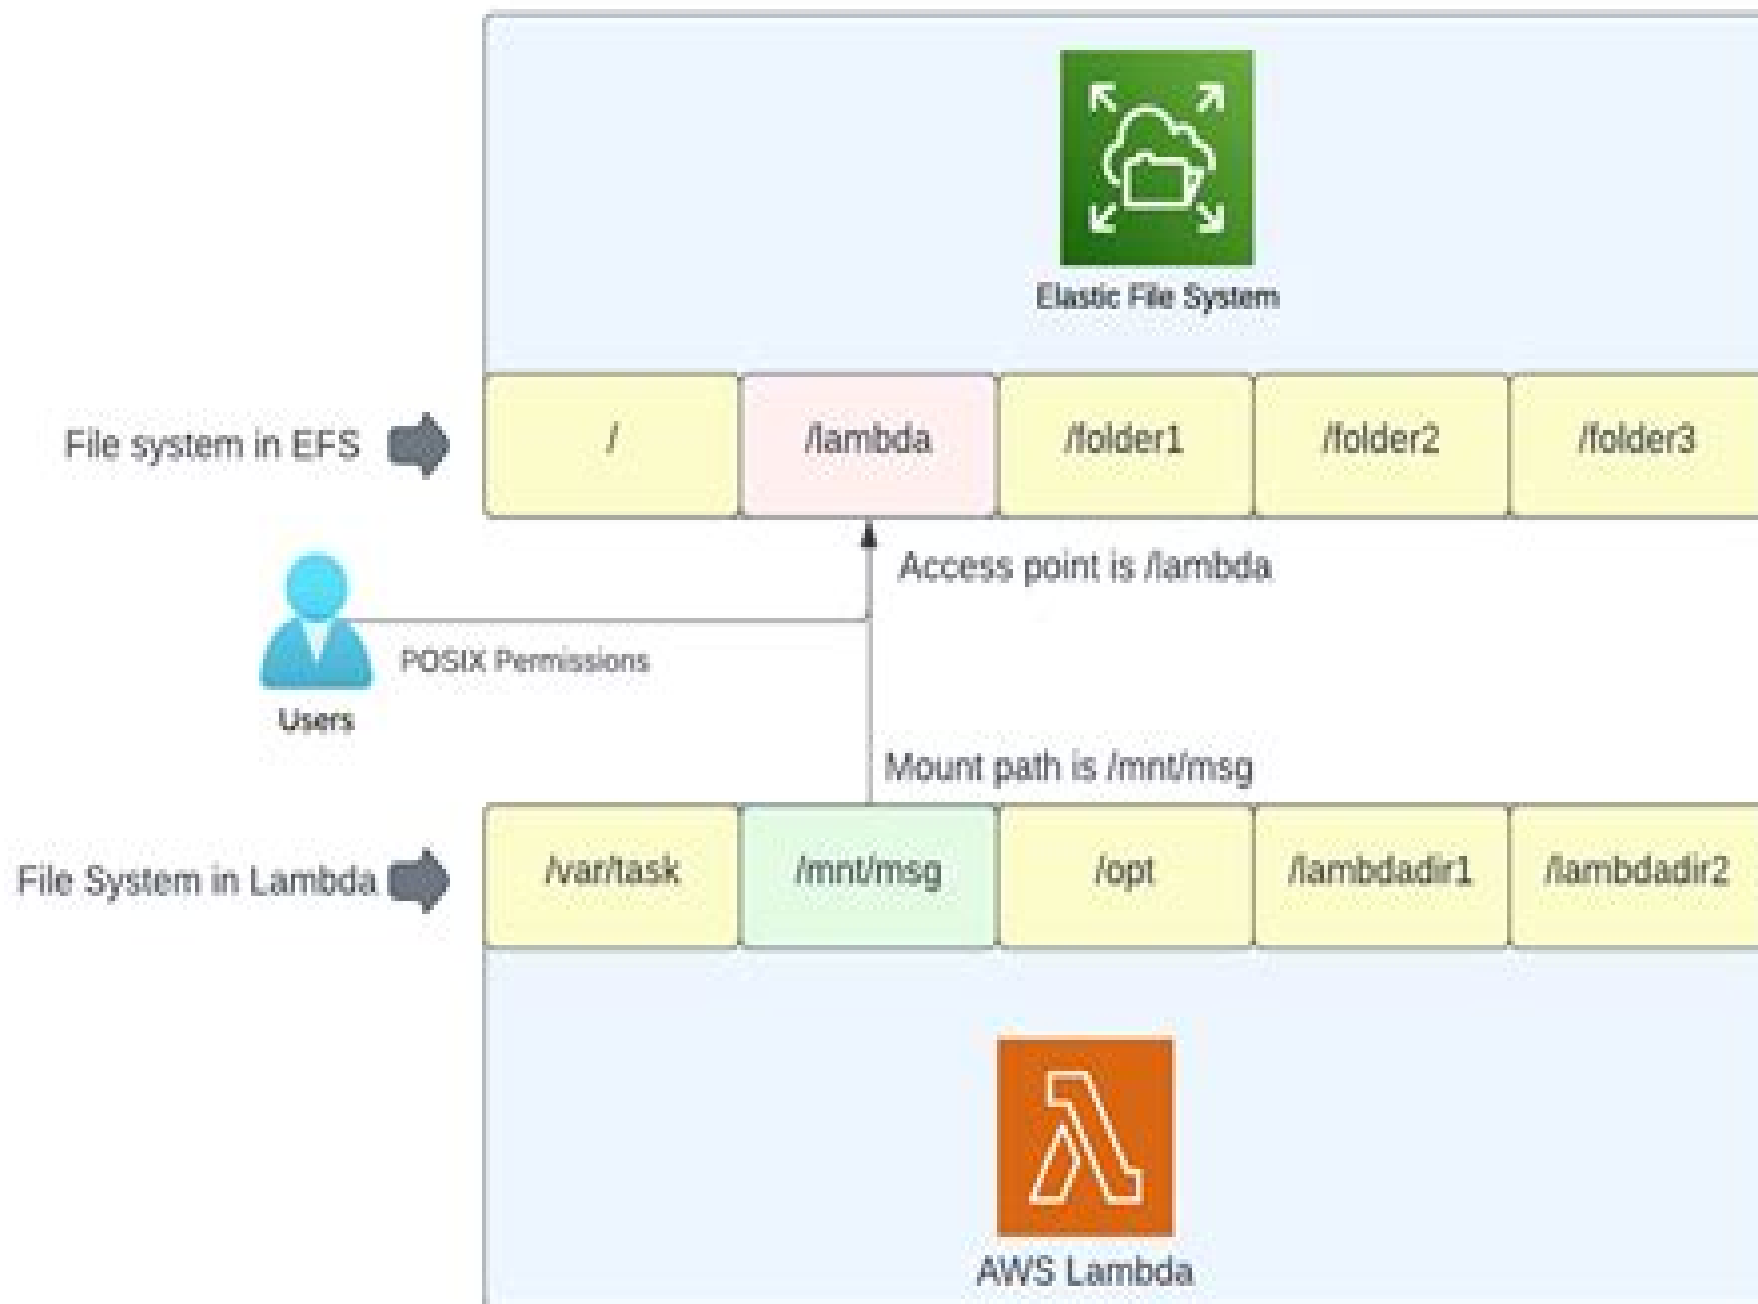 Elastic File System
File system in EFS
/
/lambda
/folder1
/folder2
/folder3
Access point is /lambda
POSIX Permissions
Users
Mount path is /mnt/msg
File System in Lambda
/var/task
/mnt/msg
/opt
/lambdadir1
/lambdadir2
AWS Lambda